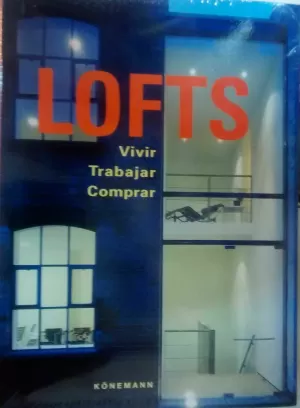 LOFTS
Vivir
Trabajar
Comprar
KÖNEMANN